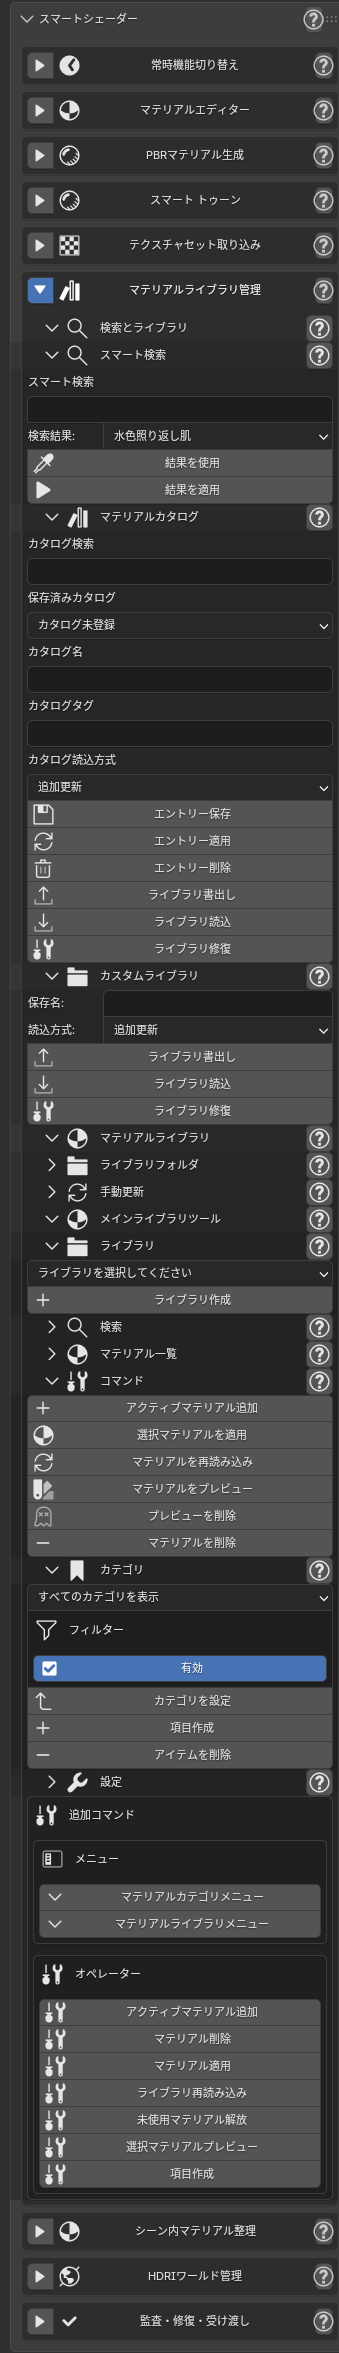 スマートシェーダー
常時機能切り替え
マテリアルエディター
PBRマテリアル生成
スマート トゥーン
テクスチャセット取り込み
マテリアルライブラリ管理
検索とライブラリ
スマート検索
スマート検索
検索結果: 水色照り返し肌
結果を使用
結果を適用
マテリアルカタログ
カタログ検索
保存済みカタログ
カタログ未登録
カタログ名
カタログタグ
カタログ読込方式
追加更新
エントリー保存
エントリー適用
エントリー削除
ライブラリ書出し
ライブラリ読込
ライブラリ修復
カスタムライブラリ
保存名:
読込方式: 追加更新
ライブラリ書出し
ライブラリ読込
ライブラリ修復
マテリアルライブラリ
ライブラリフォルダ
手動更新
メインライブラリツール
ライブラリ
ライブラリを選択してください
ライブラリ作成
検索
マテリアル一覧
コマンド
アクティブマテリアル追加
選択マテリアルを適用
マテリアルを再読み込み
マテリアルをプレビュー
プレビューを削除
マテリアルを削除
カテゴリ
すべてのカテゴリを表示
フィルター
有効
カテゴリを設定
項目作成
アイテムを削除
設定
追加コマンド
メニュー
マテリアルカテゴリメニュー
マテリアルライブラリメニュー
オペレーター
アクティブマテリアル追加
マテリアル削除
マテリアル適用
ライブラリ再読み込み
未使用マテリアル解放
選択マテリアルプレビュー
項目作成
シーン内マテリアル整理
HDRIワールド管理
監査・修復・受け渡し